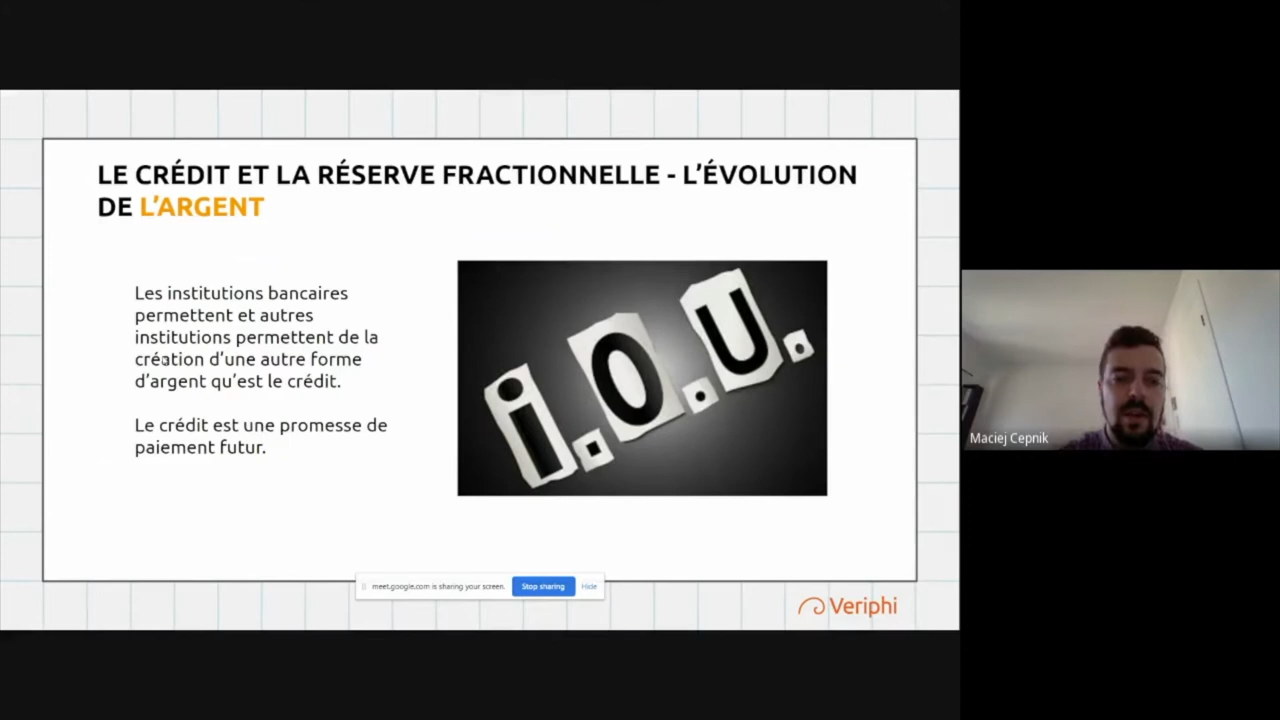 LE CRÉDIT ET LA RÉSERVE FRACTIONNELLE - L'ÉVOLUTION
DE L'ARGENT
Les institutions bancaires
permettent et autres
institutions permettent de la
création d'une autre forme
d'argent qu'est le crédit.
Le crédit est une promesse de
paiement futur.
i.O.U.
meet.google.com is sharing your screen. Stop sharing Hide
Veriphi
Maciej Cepnik